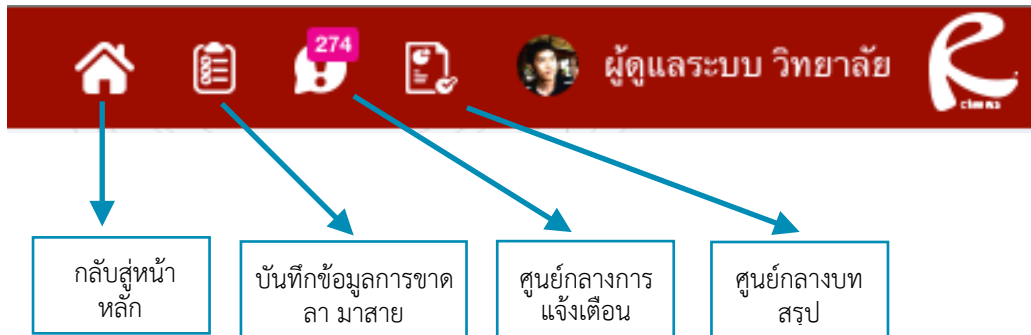 274
ผู้ดูแลระบบ วิทยาลัย
กลับสู่หน้า
หลัก
บันทึกข้อมูลการขาด
ลา มาสาย
ศูนย์กลางการ
แจ้งเตือน
ศูนย์กลางบท
สรุป